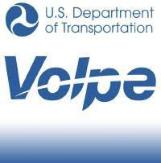 U.S. Department
of Transportation
Volpe